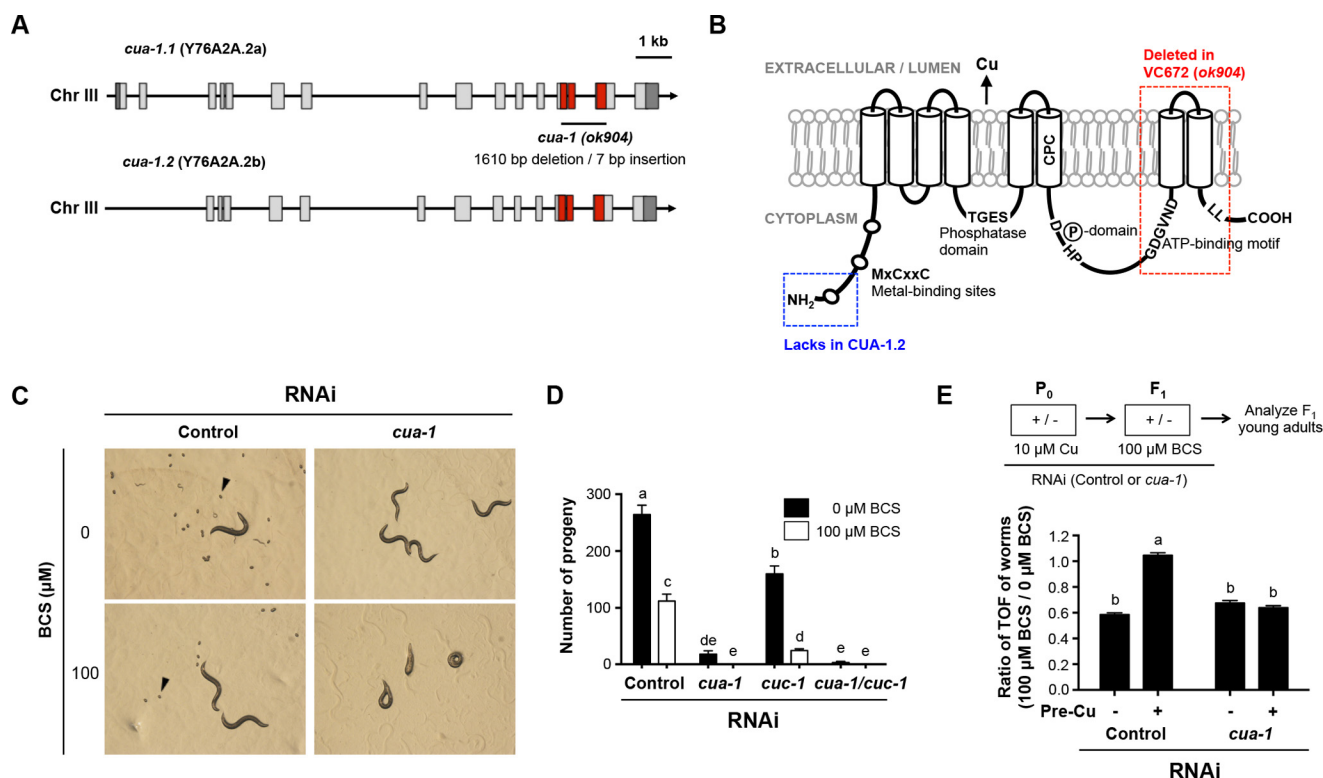 A
cua-1.1 (Y76A2A.2a)
1 kb
Chr III
cua-1 (ok904)
1610 bp deletion / 7 bp insertion
cua-1.2 (Y76A2A.2b)
Chr III
B
Deleted in
VC672 (ok904)
EXTRACELLULAR / LUMEN
Cu
CPC
CYTOPLASM
TGES
Phosphatase
domain
D
P -domain
HP
GDGVND
LL
COOH
ATP-binding motif
MxCxxC
Metal-binding sites
NH2
Lacks in CUA-1.2
C
RNAi
Control
cua-1
BCS (µM)
0
100
D
Number of progeny
300
200
100
0
a
c
de
e
b
d
e
e
0 µM BCS
100 µM BCS
Control
cua-1
cuc-1
cua-1/cuc-1
RNAi
E
P0
F1
+ / -
+ / -
Analyze F1
young adults
10 µM Cu
100 µM BCS
RNAi (Control or cua-1)
Ratio of TOF of worms
(100 µM BCS / 0 µM BCS)
1.4
1.2
1.0
0.8
0.6
0.4
0.2
0.0
b
a
b
b
Pre-Cu
-
+
-
+
Control
cua-1
RNAi